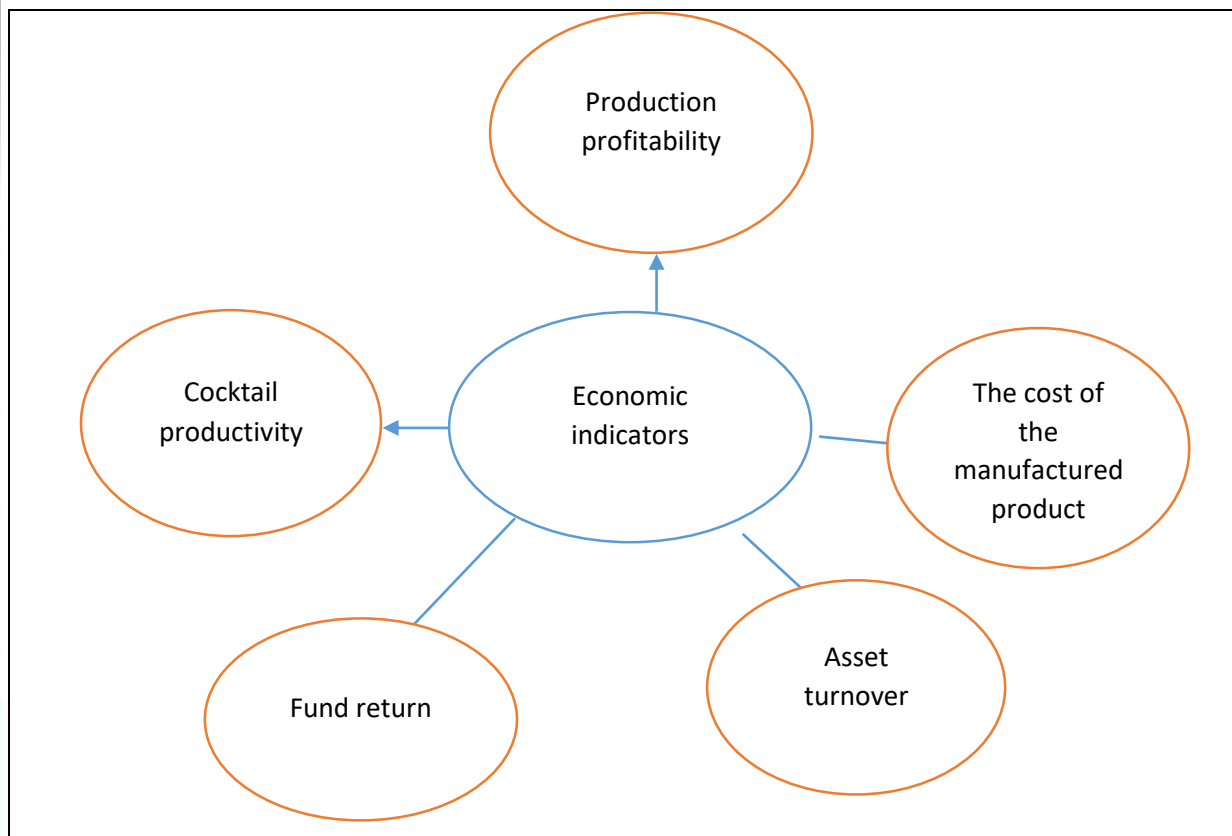 Production
profitability
Cocktail
productivity
Economic
indicators
The cost of
the
manufactured
product
Fund return
Asset
turnover